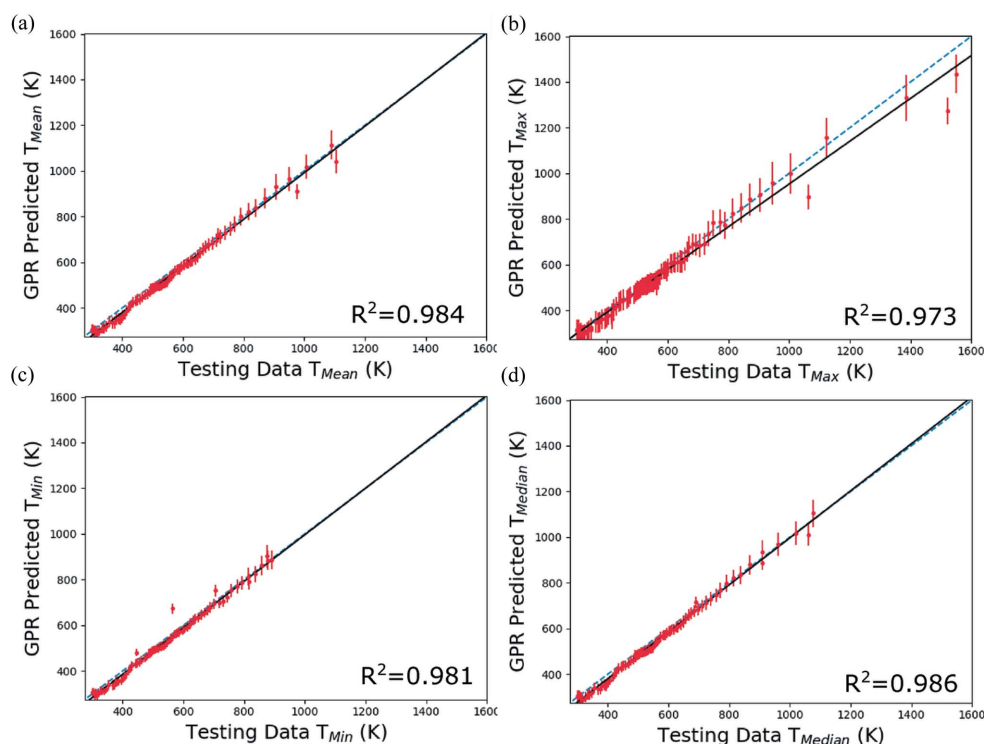 (a)
1600
1400
1200
1000
800
600
400
GPR Predicted T_Mean (K)
R²=0.984
400 600 800 1000 1200 1400 1600
Testing Data T_Mean (K)
(b)
1600
1400
1200
1000
800
600
400
GPR Predicted T_Max (K)
R²=0.973
400 600 800 1000 1200 1400 1600
Testing Data T_Max (K)
(c)
1600
1400
1200
1000
800
600
400
GPR Predicted T_Min (K)
R²=0.981
400 600 800 1000 1200 1400 1600
Testing Data T_Min (K)
(d)
1600
1400
1200
1000
800
600
400
GPR Predicted T_Median (K)
R²=0.986
400 600 800 1000 1200 1400 1600
Testing Data T_Median (K)